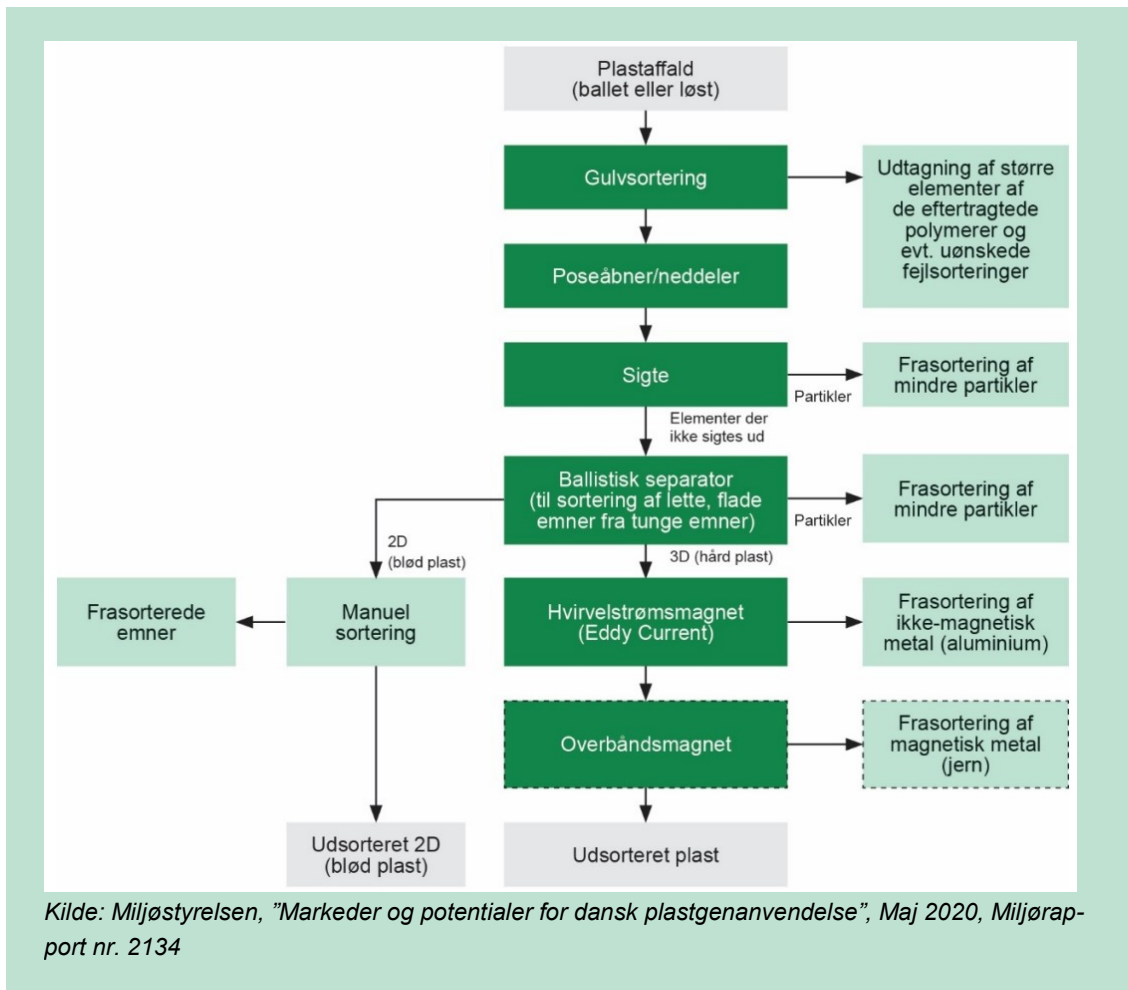 Plastaffald
(ballet eller løst)
Gulvsortering
Udtagning af større
elementer af
de eftertragtede
polymerer og
evt. uønskede
fejlsorteringer
Poseåbner/neddeler
Sigte
Partikler
Frasortering af
mindre partikler
Elementer der
ikke sigtes ud
Ballistisk separator
(til sortering af lette, flade
emner fra tunge emner)
Partikler
Frasortering af
mindre partikler
2D
(blød plast)
3D (hård plast)
Frasorterede
emner
Manuel
sortering
Hvirvelstrømsmagnet
(Eddy Current)
Frasortering af
ikke-magnetisk
metal (aluminium)
Overbåndsmagnet
Frasortering af
magnetisk metal
(jern)
Udsorteret 2D
(blød plast)
Udsorteret plast
Kilde: Miljøstyrelsen, ”Markeder og potentialer for dansk plastgenanvendelse”, Maj 2020, Miljørap-
port nr. 2134